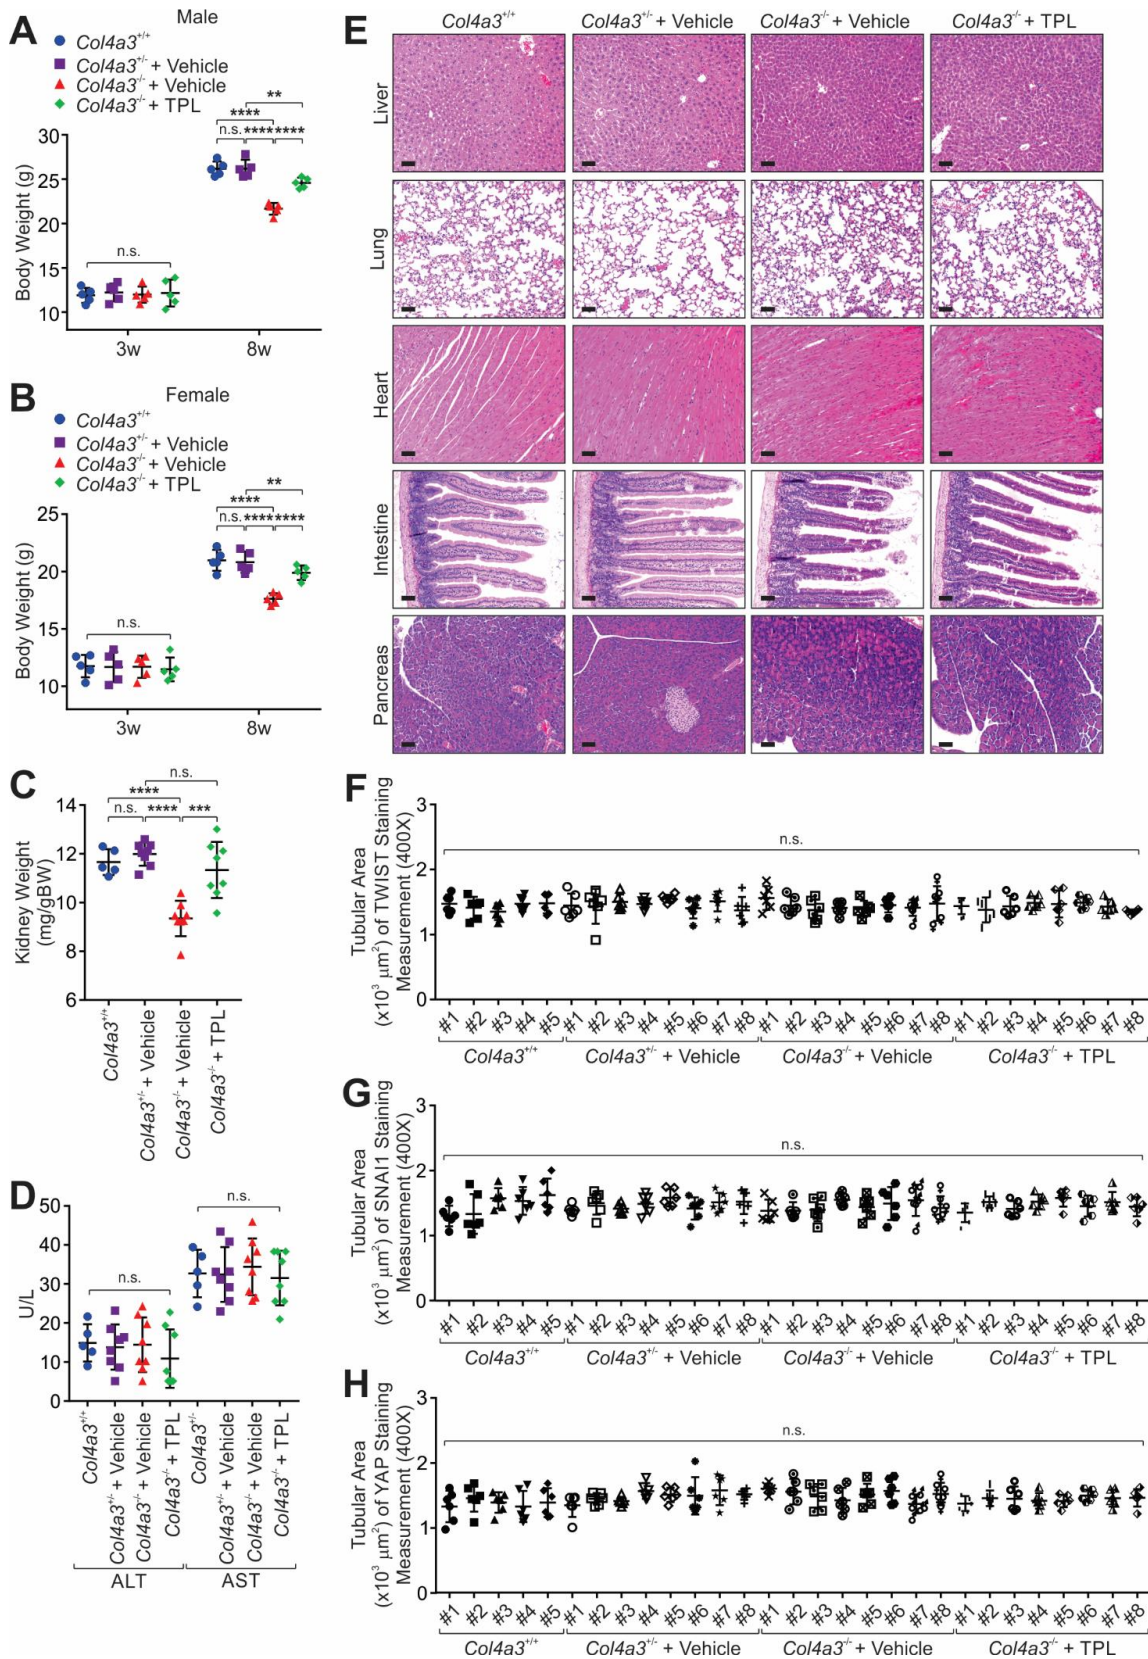 A
Male
Col4a3+/+
Col4a3+/- + Vehicle
Col4a3-/- + Vehicle
Col4a3-/- + TPL
**
****
n.s. **** ****
n.s.
Body Weight (g)
30
25
20
15
10
3w 8w
B
Female
Col4a3+/+
Col4a3+/- + Vehicle
Col4a3-/- + Vehicle
Col4a3-/- + TPL
**
****
n.s. **** ****
n.s.
Body Weight (g)
25
20
15
10
3w 8w
C
n.s.
****
n.s. **** ***
Kidney Weight
(mg/gBW)
14
12
10
8
6
Col4a3+/+
Col4a3+/- + Vehicle
Col4a3-/- + Vehicle
Col4a3-/- + TPL
D
n.s.
n.s.
U/L
50
40
30
20
10
0
Col4a3+/+
Col4a3+/- + Vehicle
Col4a3-/- + Vehicle
Col4a3-/- + TPL
Col4a3+/-
Col4a3+/- + Vehicle
Col4a3-/- + Vehicle
Col4a3-/- + TPL
ALT AST
E
Col4a3+/+ Col4a3+/- + Vehicle Col4a3-/- + Vehicle Col4a3-/- + TPL
Liver
Lung
Heart
Intestine
Pancreas
F
Tubular Area
(x10³ μm²) of TWIST Staining
Measurement (400X)
3
2
1
0
n.s.
#1 #2 #3 #4 #5 #1 #2 #3 #4 #5 #6 #7 #8 #1 #2 #3 #4 #5 #6 #7 #8 #1 #2 #3 #4 #5 #6 #7 #8
Col4a3+/+ Col4a3+/- + Vehicle Col4a3-/- + Vehicle Col4a3-/- + TPL
G
Tubular Area
(x10³ μm²) of SNAI1 Staining
Measurement (400X)
3
2
1
0
n.s.
#1 #2 #3 #4 #5 #1 #2 #3 #4 #5 #6 #7 #8 #1 #2 #3 #4 #5 #6 #7 #8 #1 #2 #3 #4 #5 #6 #7 #8
Col4a3+/+ Col4a3+/- + Vehicle Col4a3-/- + Vehicle Col4a3-/- + TPL
H
Tubular Area
(x10³ μm²) of YAP Staining
Measurement (400X)
3
2
1
0
n.s.
#1 #2 #3 #4 #5 #1 #2 #3 #4 #5 #6 #7 #8 #1 #2 #3 #4 #5 #6 #7 #8 #1 #2 #3 #4 #5 #6 #7 #8
Col4a3+/+ Col4a3+/- + Vehicle Col4a3-/- + Vehicle Col4a3-/- + TPL